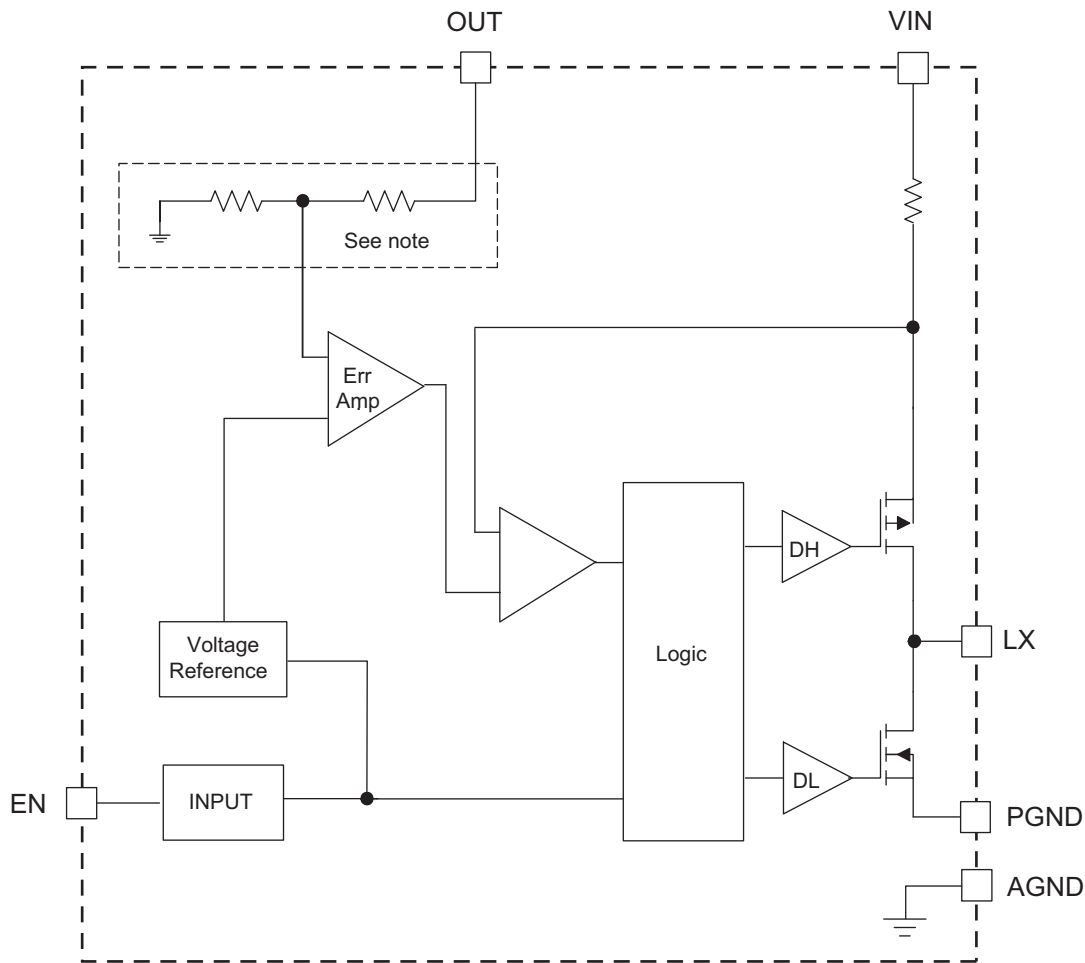 OUT
VIN
See note
Err
Amp
DH
Voltage
Reference
Logic
LX
EN
INPUT
DL
PGND
AGND